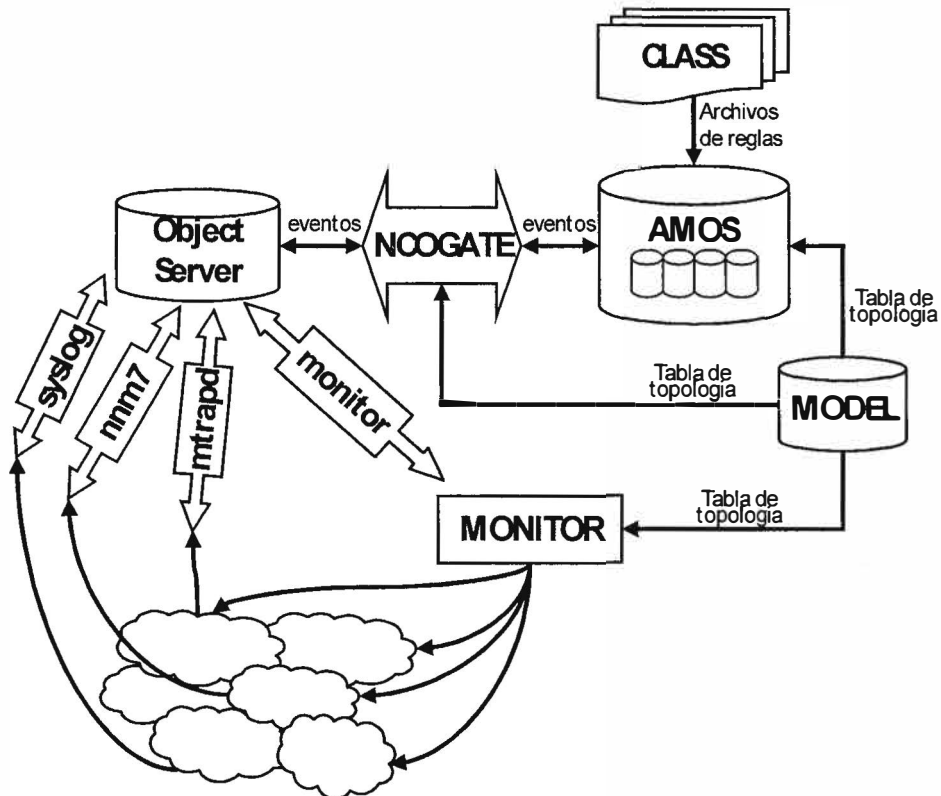 CLASS
Archivos
de reglas
Object
Server
eventos
NCOGATE
eventos
AMOS
Tabla de
topología
Tabla de
topología
MODEL
syslog
nnm7
mtrapd
monitor
Tabla de
topología
MONITOR